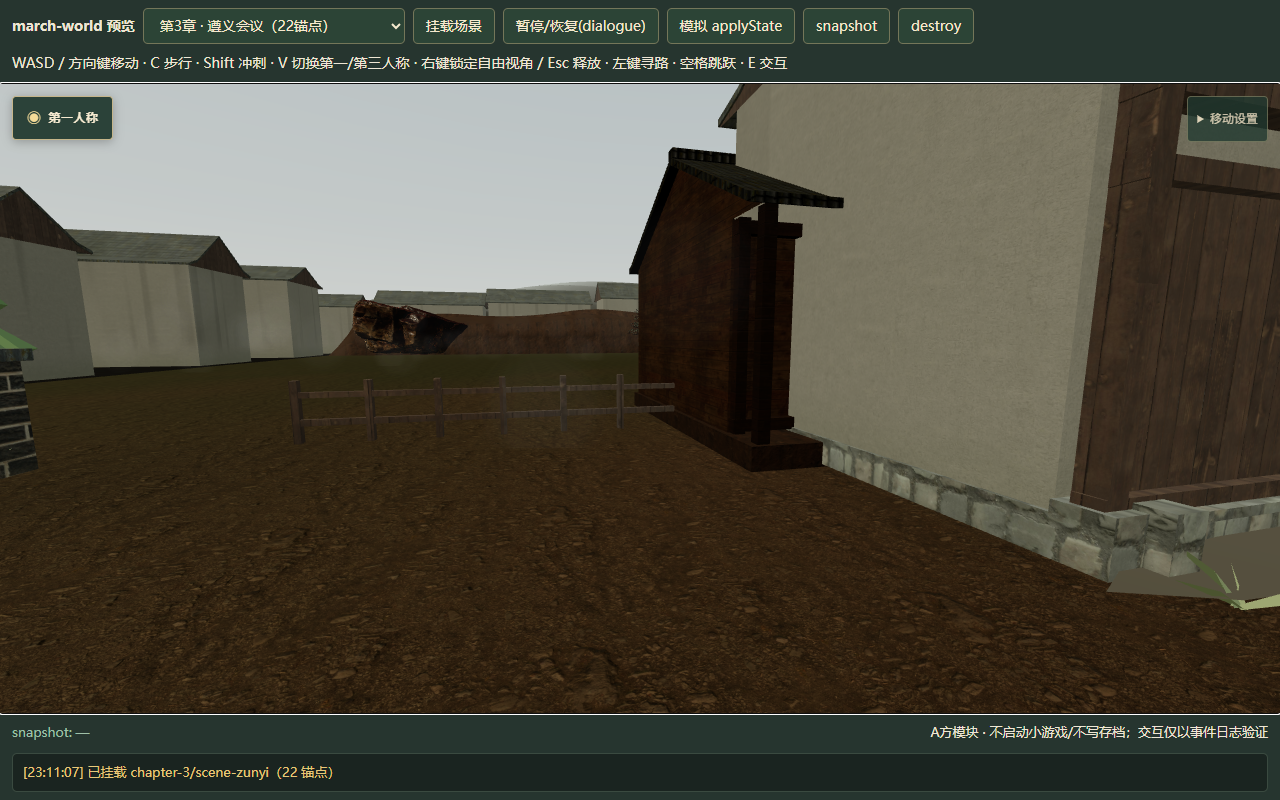 march-world 预览 第3章 · 遵义会议（22锚点） 挂载场景 暂停/恢复(dialogue) 模拟 applyState snapshot destroy
WASD / 方向键移动 · C 步行 · Shift 冲刺 · V 切换第一/第三人称 · 右键锁定自由视角 / Esc 释放 · 左键寻路 · 空格跳跃 · E 交互
第一人称
移动设置
snapshot: —
A方模块 · 不启动小游戏/不写存档；交互仅以事件日志验证
[23:11:07] 已挂载 chapter-3/scene-zunyi（22 锚点）